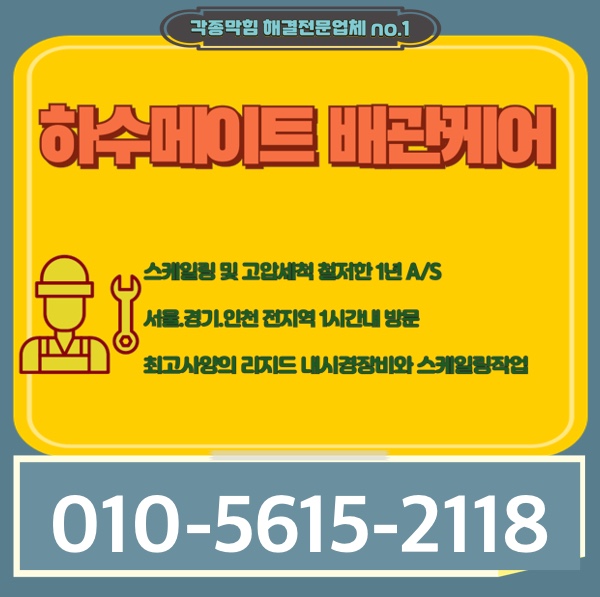 각종막힘 해결전문업체 no.1
하수메이트 배관케어
스케일링 및 고압세척 철저한 1년 A/S
서울.경기.인천 전지역 1시간내 방문
최고사양의 리지드 내시경장비와 스케일링작업
010-5615-2118